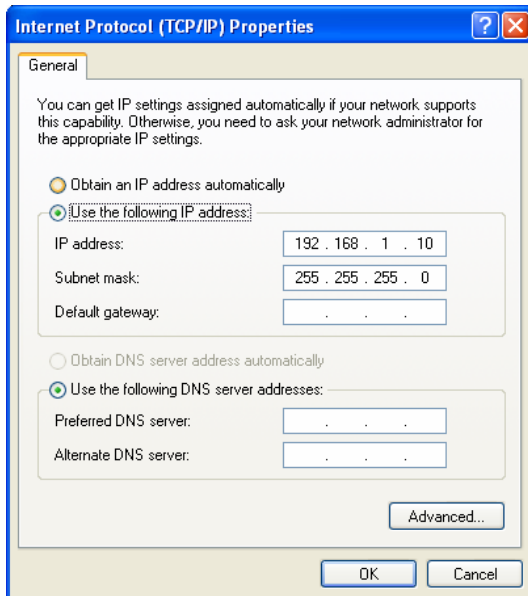 Internet Protocol (TCP/IP) Properties
General
You can get IP settings assigned automatically if your network supports
this capability. Otherwise, you need to ask your network administrator for
the appropriate IP settings.
Obtain an IP address automatically
Use the following IP address:
IP address: 192 . 168 . 1 . 10
Subnet mask: 255 . 255 . 255 . 0
Default gateway: . . .
Obtain DNS server address automatically
Use the following DNS server addresses:
Preferred DNS server: . . .
Alternate DNS server: . . .
Advanced...
OK Cancel